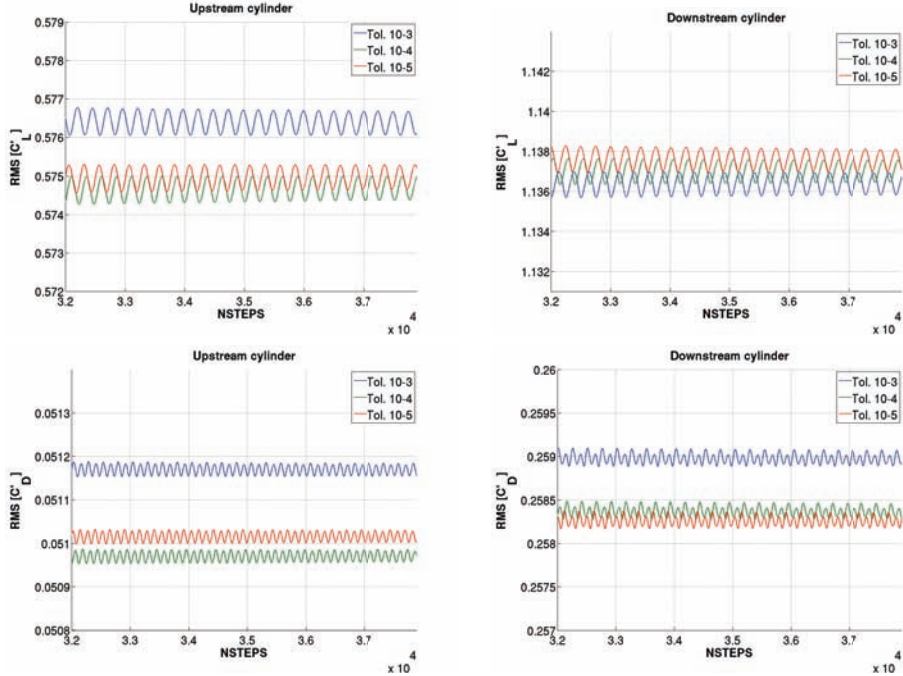 Upstream cylinder
0.579
0.578
0.577
0.576
0.575
0.574
0.573
0.572
RMS [C'L]
Tol. 10-3
Tol. 10-4
Tol. 10-5
3.2 3.3 3.4 3.5 3.6 3.7
NSTEPS
4
x 10
Downstream cylinder
1.142
1.14
1.138
1.136
1.134
1.131
RMS [C'L]
Tol. 10-3
Tol. 10-4
Tol. 10-5
3.2 3.3 3.4 3.5 3.6 3.7
NSTEPS
4
x 10
Upstream cylinder
0.0513
0.0512
0.0511
0.051
0.0509
0.0508
RMS [C'D]
Tol. 10-3
Tol. 10-4
Tol. 10-5
3.2 3.3 3.4 3.5 3.6 3.7
NSTEPS
4
x 10
Downstream cylinder
0.26
0.2595
0.259
0.2585
0.258
0.2575
0.257
RMS [C'D]
Tol. 10-3
Tol. 10-4
Tol. 10-5
3.2 3.3 3.4 3.5 3.6 3.7
NSTEPS
4
x 10